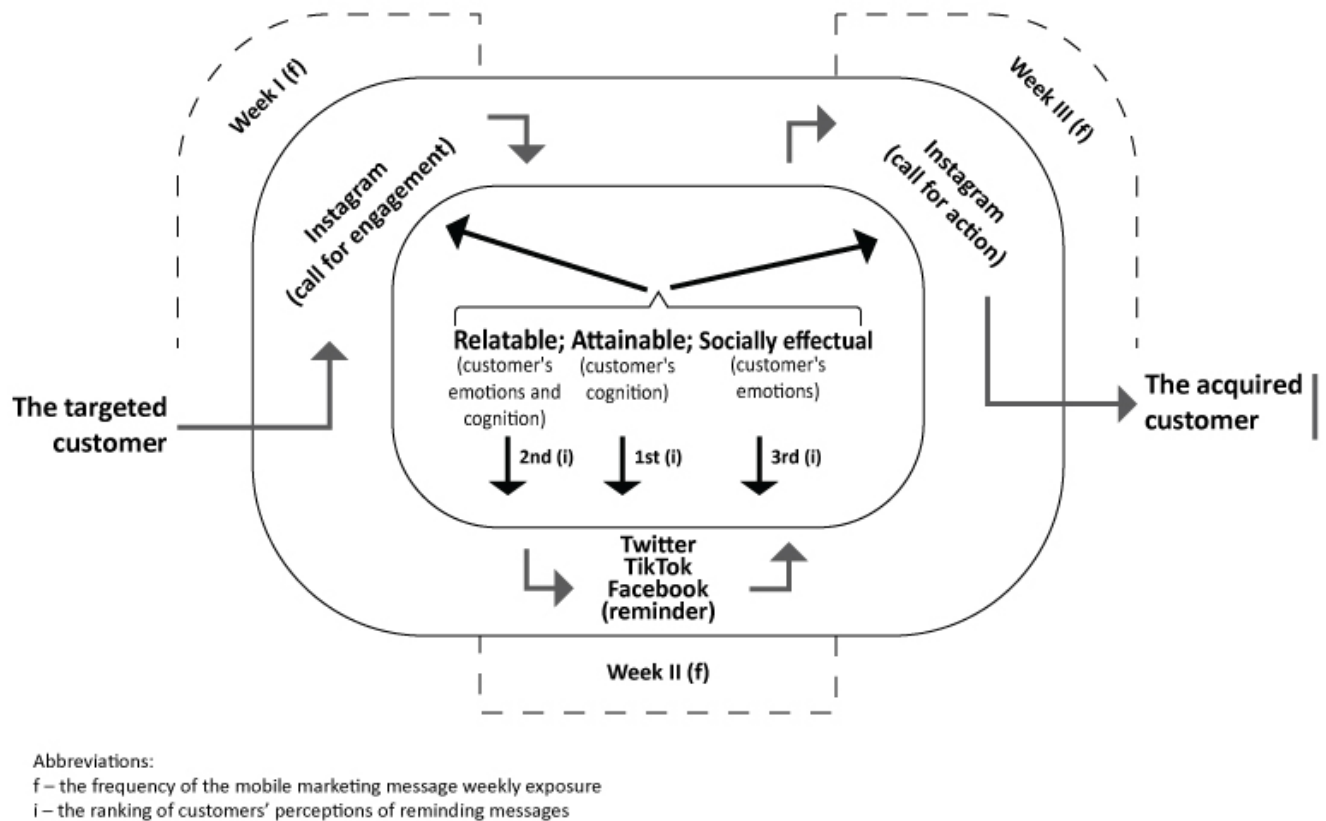 Week I (f)
Week III (f)
Instagram
(call for engagement)
Instagram
(call for action)
Relatable; Attainable; Socially effectual
(customer's
emotions and
cognition)
(customer's
cognition)
(customer's
emotions)
The targeted
customer
The acquired
customer
2nd (i)
1st (i)
3rd (i)
Twitter
TikTok
Facebook
(reminder)
Week II (f)
Abbreviations:
f – the frequency of the mobile marketing message weekly exposure
i – the ranking of customers’ perceptions of reminding messages